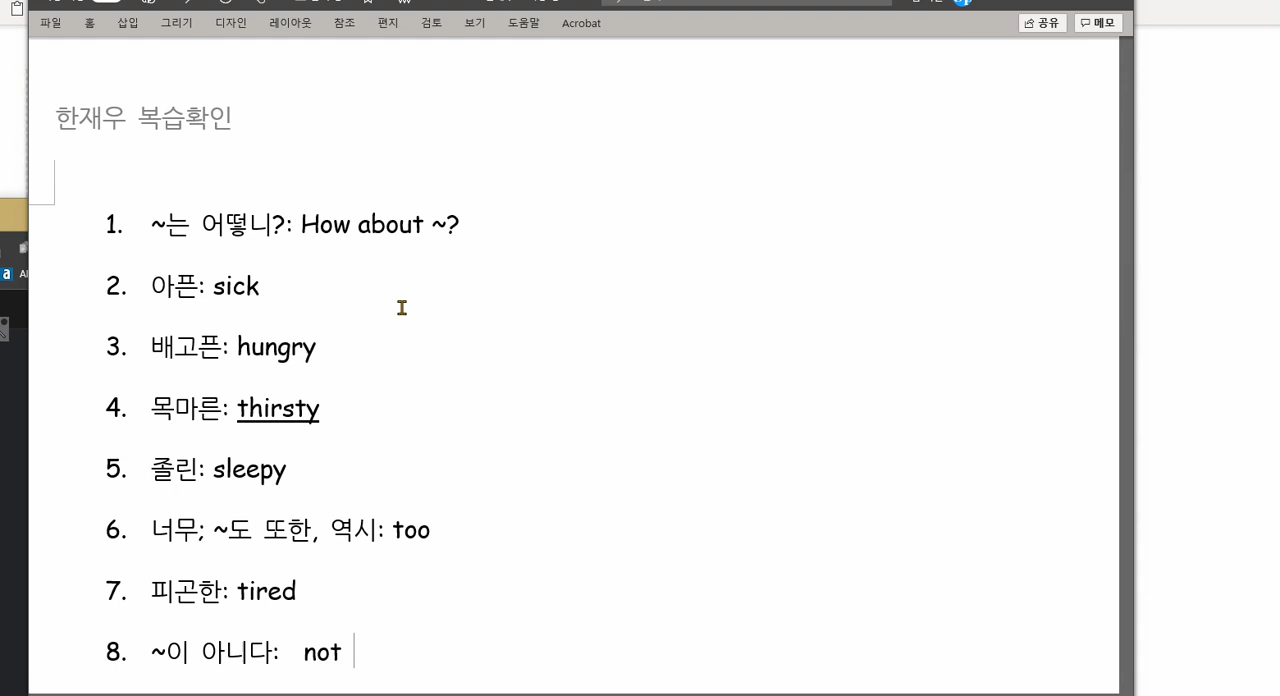 파일 홈 삽입 그리기 디자인 레이아웃 참조 편지 검토 보기 도움말 Acrobat 공유 메모
한재우 복습확인
1. ~는 어떻니?: How about ~?
2. 아픈: sick
3. 배고픈: hungry
4. 목마른: thirsty
5. 졸린: sleepy
6. 너무; ~도 또한, 역시: too
7. 피곤한: tired
8. ~이 아니다: not